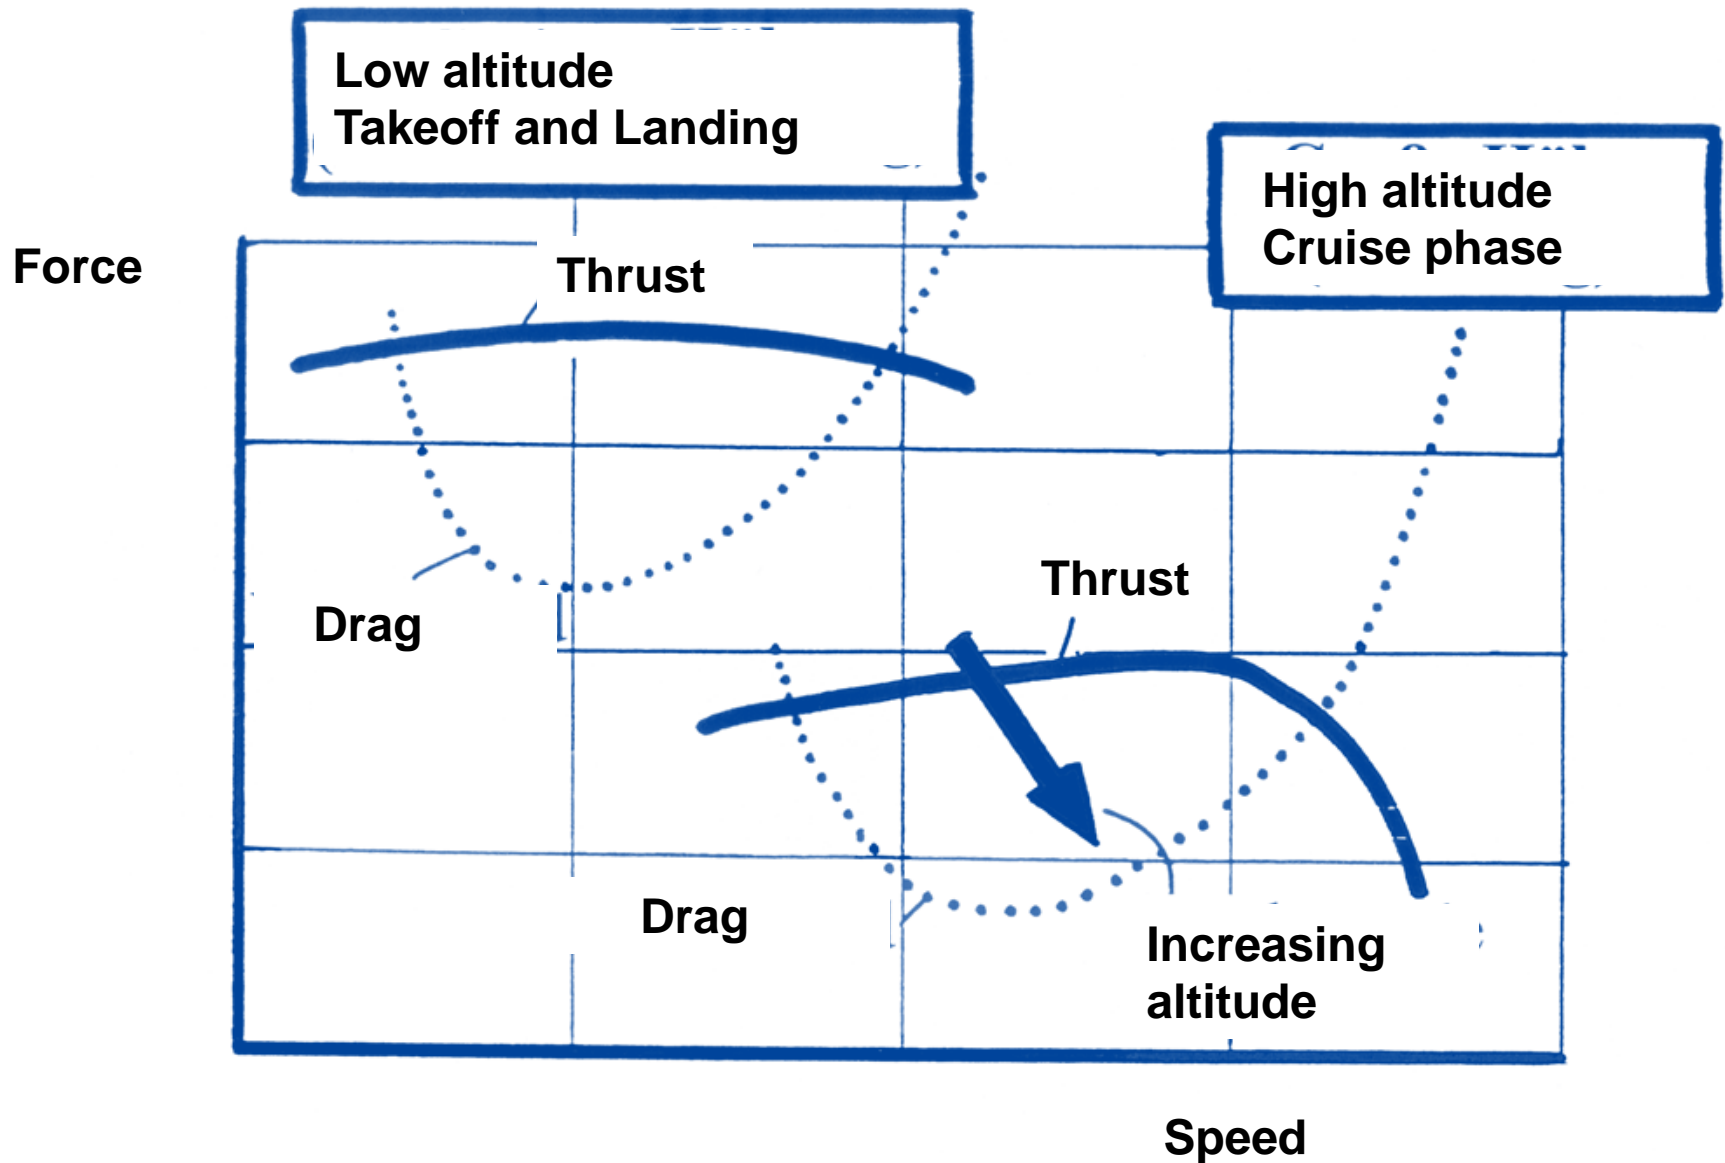 Low altitude
Takeoff and Landing
High altitude
Cruise phase
Force
Thrust
Thrust
Drag
Drag
Increasing
altitude
Speed